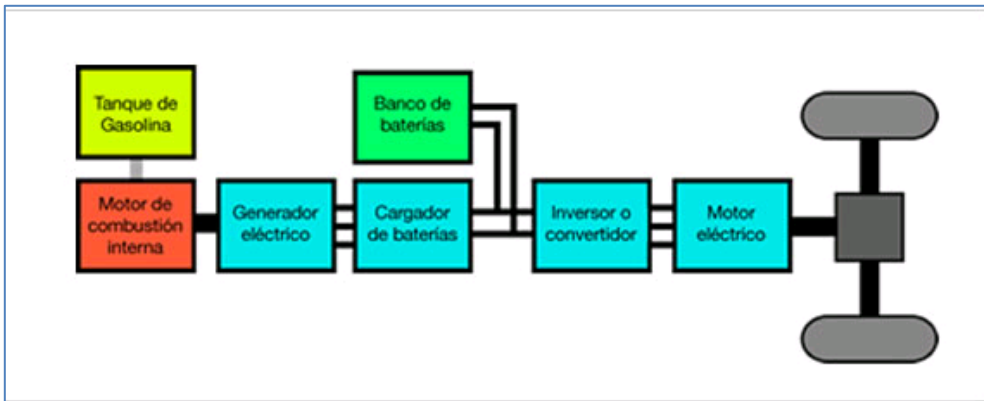 Tanque de
Gasolina
Banco de
baterías
Motor de
combustión
interna
Generador
eléctrico
Cargador
de baterías
Inversor o
convertidor
Motor
eléctrico